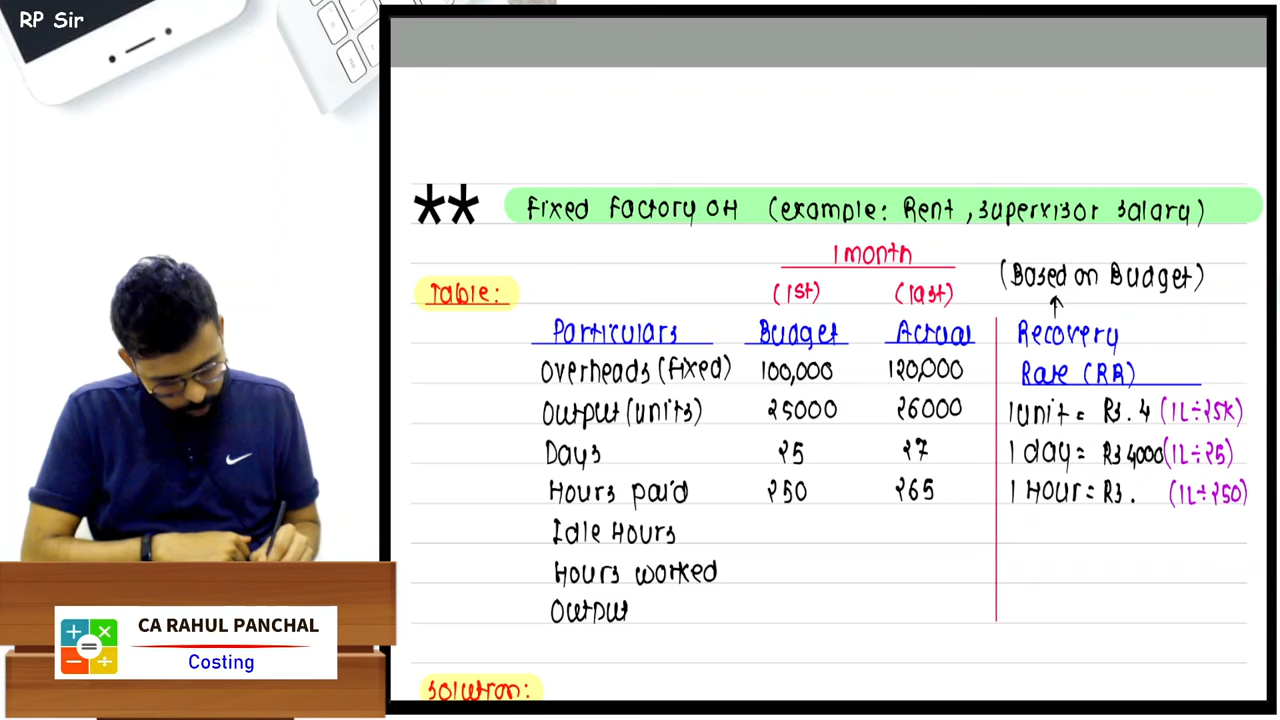 RP Sir
** Fixed Factory OH (example: Rent, supervisor salary)
1 month
Table: (1st) (last) (Based on Budget)
Particulars Budget Actual Recovery
Overheads (Fixed) 100,000 120,000 Rate (RR)
Output (units) 25000 26000 1 unit = Rs. 4 (1L÷25K)
Days 25 27 1 day = Rs 4000 (1L÷25)
Hours paid 250 265 1 Hour = Rs. (1L÷250)
Idle Hours
Hours worked
Output
CA RAHUL PANCHAL
Costing
Solution: